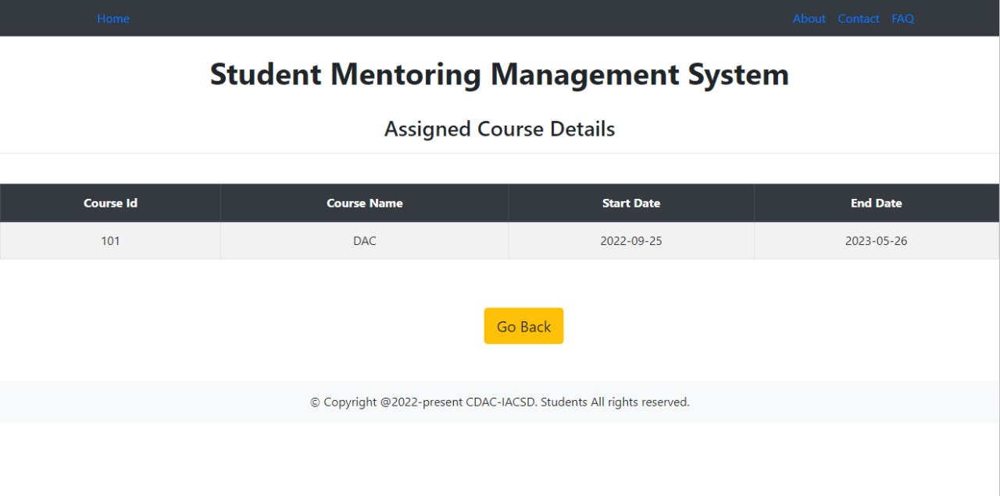 Home About Contact FAQ
Student Mentoring Management System
Assigned Course Details
Course Id Course Name Start Date End Date
101 DAC 2022-09-25 2023-05-26
Go Back
© Copyright @2022-present CDAC-IACSD. Students All rights reserved.